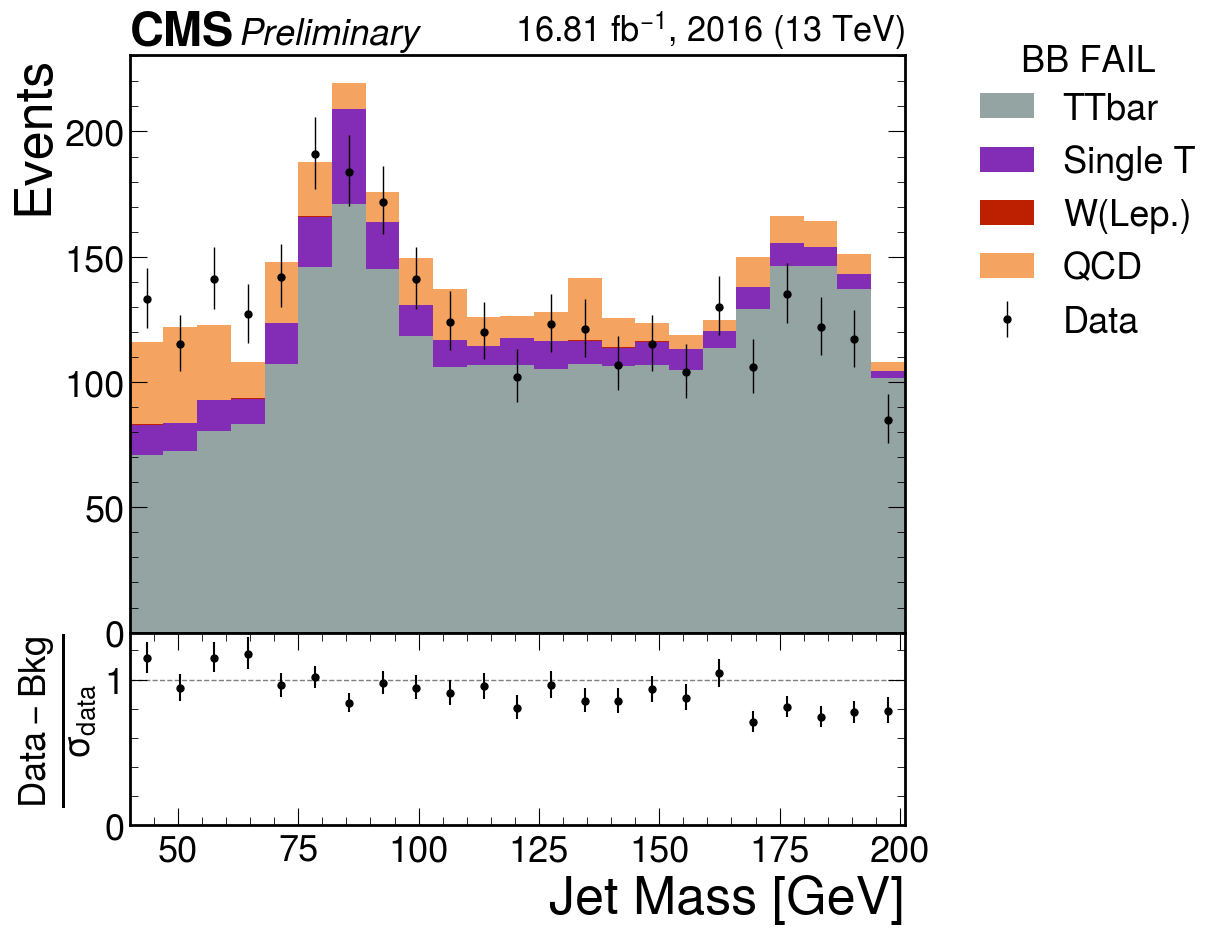 CMS Preliminary 16.81 fb⁻¹, 2016 (13 TeV)
Events
200
150
100
50
0
BB FAIL
TTbar
Single T
W(Lep.)
QCD
Data
Data – Bkg
σdata
1
0
50 75 100 125 150 175 200
Jet Mass [GeV]